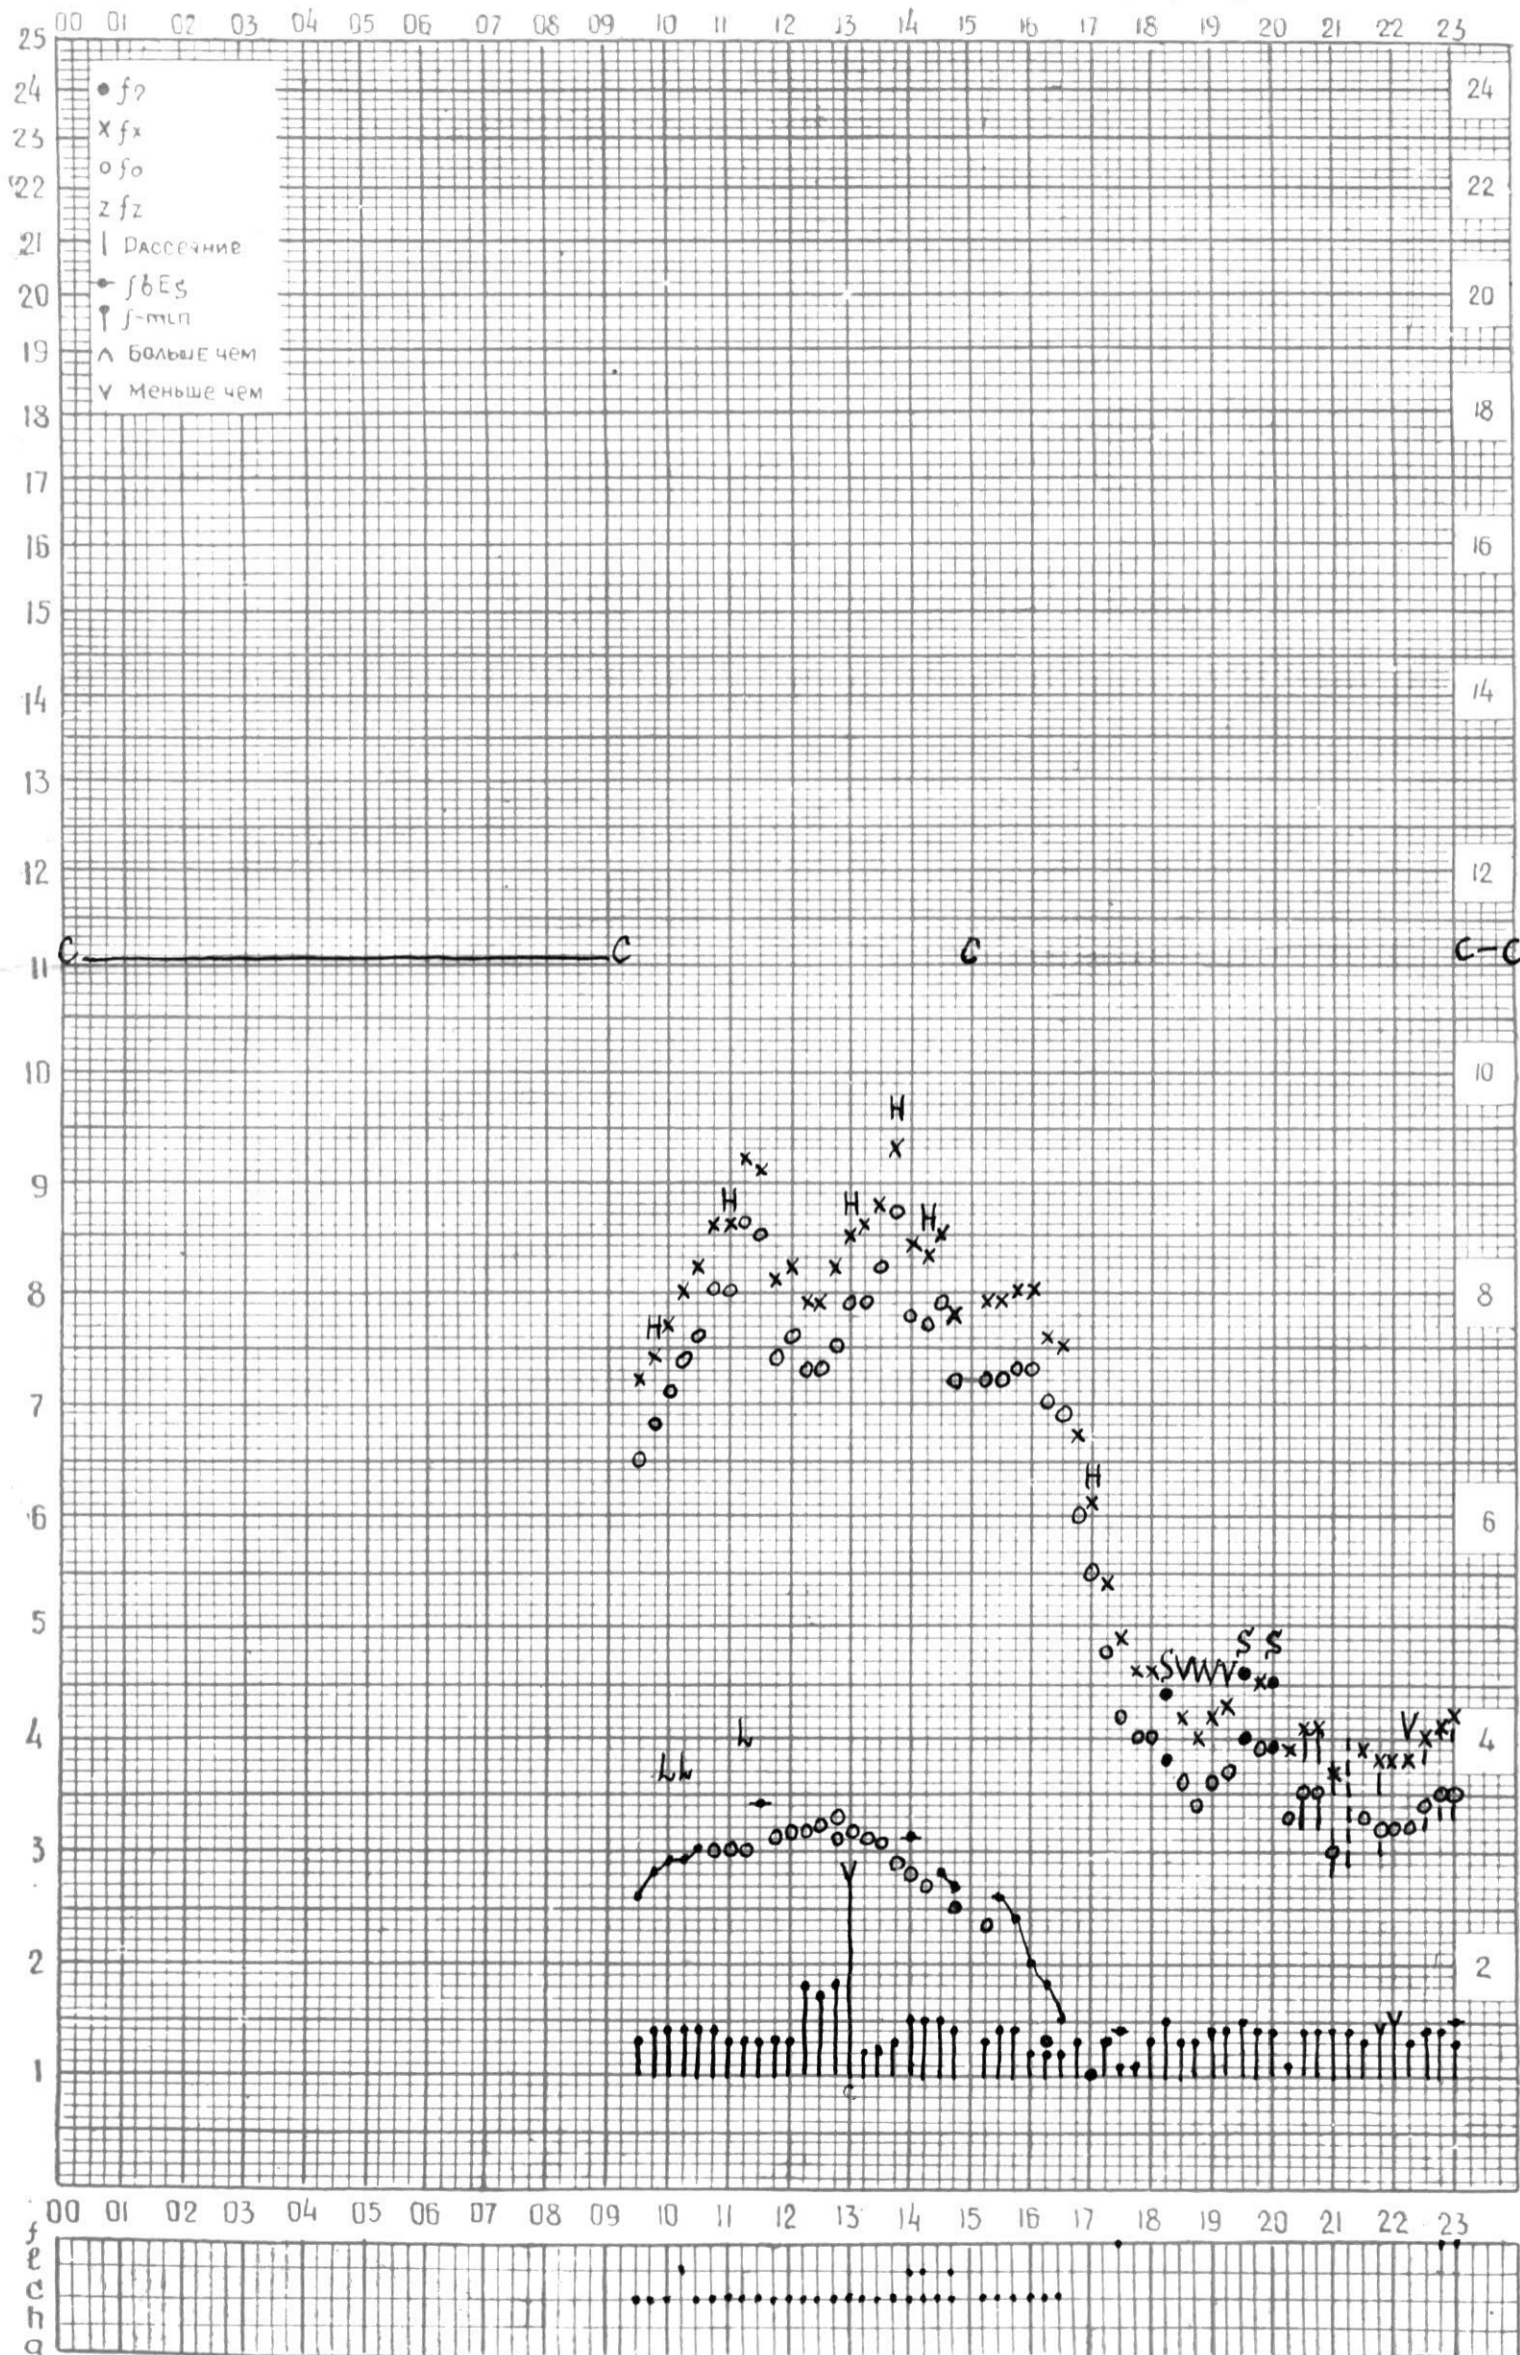 00 01 02 03 04 05 06 07 08 09 10 11 12 13 14 15 16 17 18 19 20 21 22 23
25
24 24
23
22 22
21
20 20
19
18 18
17
16 16
15
14 14
13
12 12
11
10 10
9
8 8
7
6 6
5
4 4
3
2 2
1
• f?
x fx
o fo
z fz
| Рассеяние
fbEs
f-min
∧ Больше чем
∨ Меньше чем
C C C C-C
H
H H H
H
H
S S
SVWV
V
L
L L
V
V V
C
00 01 02 03 04 05 06 07 08 09 10 11 12 13 14 15 16 17 18 19 20 21 22 23
f
l
c
h
q